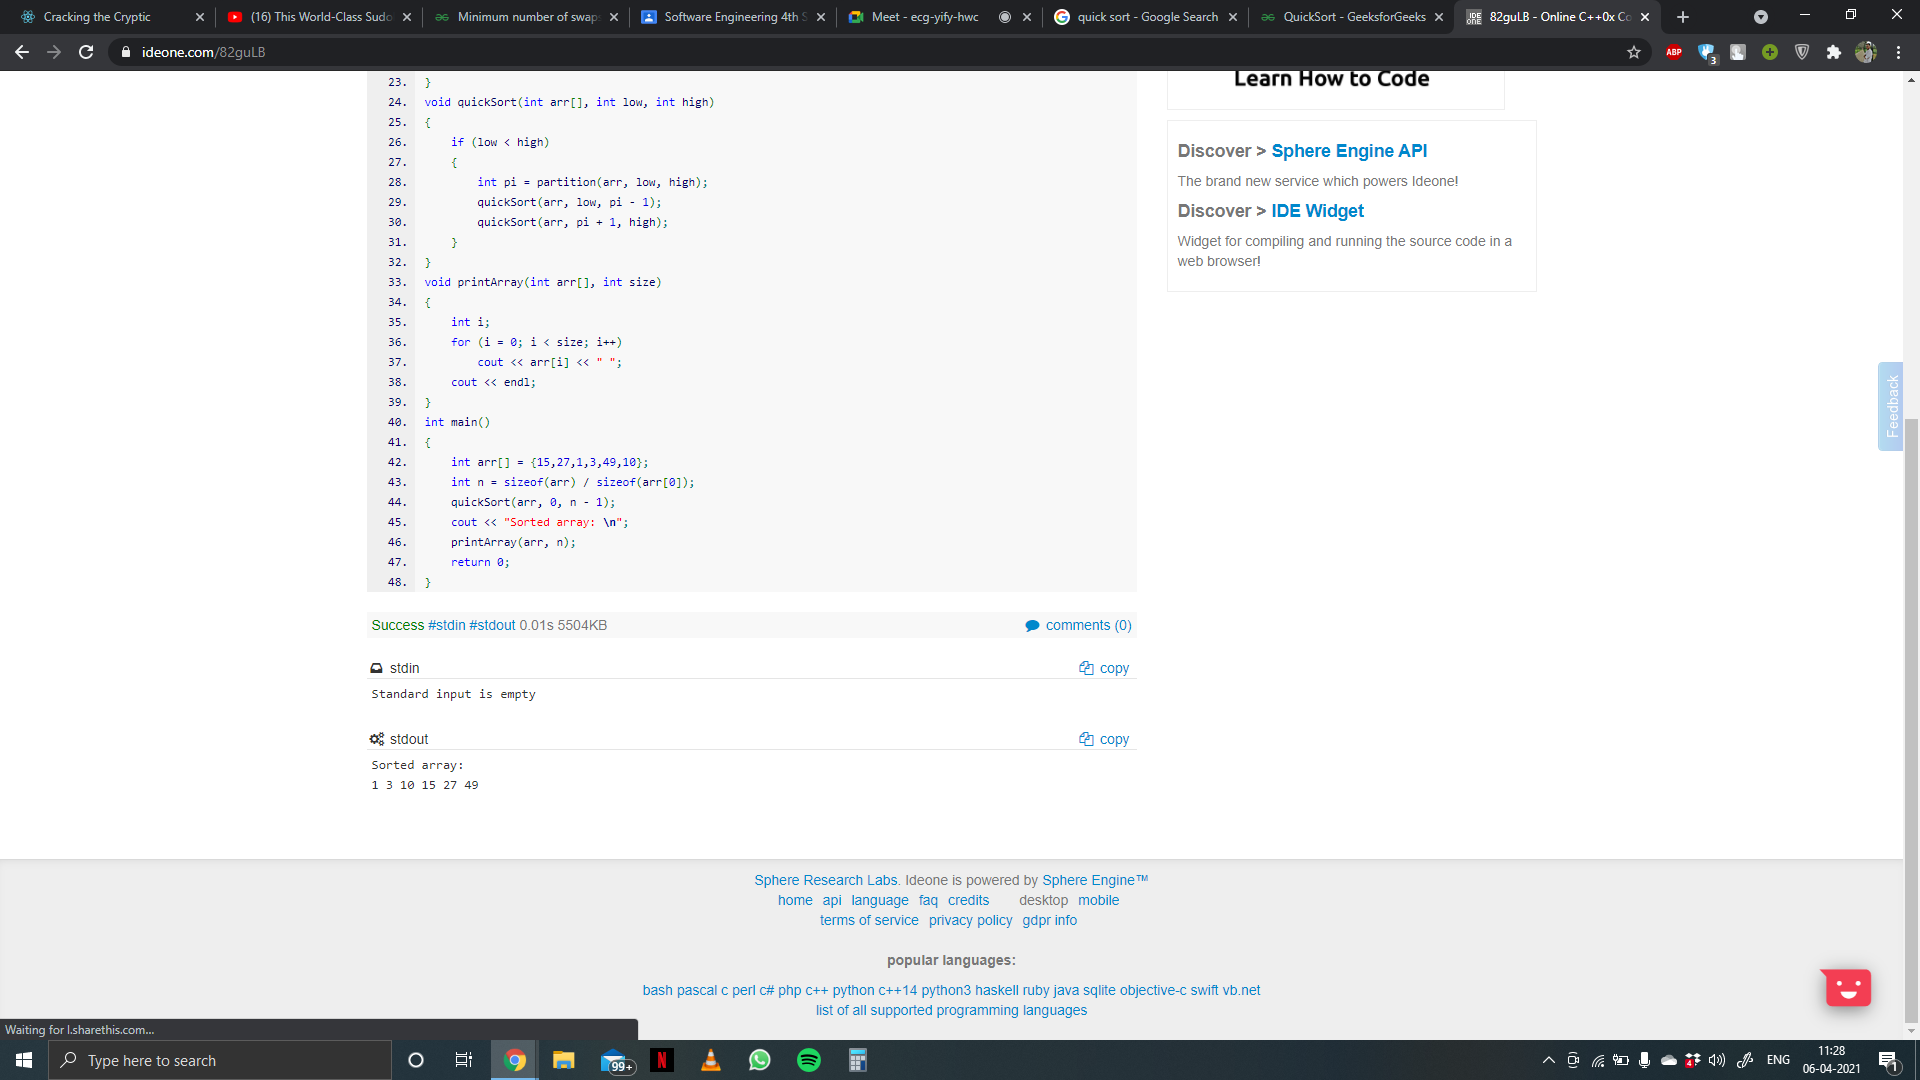 Cracking the Cryptic
(16) This World-Class Sudo
Minimum number of swaps
Software Engineering 4th S
Meet - ecg-yify-hwc
quick sort - Google Search
QuickSort - GeeksforGeeks
82guLB - Online C++0x Co
ideone.com/82guLB
ABP
3
23. }
24. void quickSort(int arr[], int low, int high)
25. {
26.     if (low < high)
27.     {
28.         int pi = partition(arr, low, high);
29.         quickSort(arr, low, pi - 1);
30.         quickSort(arr, pi + 1, high);
31.     }
32. }
33. void printArray(int arr[], int size)
34. {
35.     int i;
36.     for (i = 0; i < size; i++)
37.         cout << arr[i] << " ";
38.     cout << endl;
39. }
40. int main()
41. {
42.     int arr[] = {15,27,1,3,49,10};
43.     int n = sizeof(arr) / sizeof(arr[0]);
44.     quickSort(arr, 0, n - 1);
45.     cout << "Sorted array: \n";
46.     printArray(arr, n);
47.     return 0;
48. }
Learn How to Code
Discover > Sphere Engine API
The brand new service which powers Ideone!
Discover > IDE Widget
Widget for compiling and running the source code in a
web browser!
Feedback
Success #stdin #stdout 0.01s 5504KB
comments (0)
stdin
copy
Standard input is empty
stdout
copy
Sorted array:
1 3 10 15 27 49
Sphere Research Labs. Ideone is powered by Sphere Engine™
home api language faq credits desktop mobile
terms of service privacy policy gdpr info
popular languages:
bash pascal c perl c# php c++ python c++14 python3 haskell ruby java sqlite objective-c swift vb.net
list of all supported programming languages
Waiting for l.sharethis.com...
Type here to search
99+
N
4
ENG
11:28
06-04-2021
1